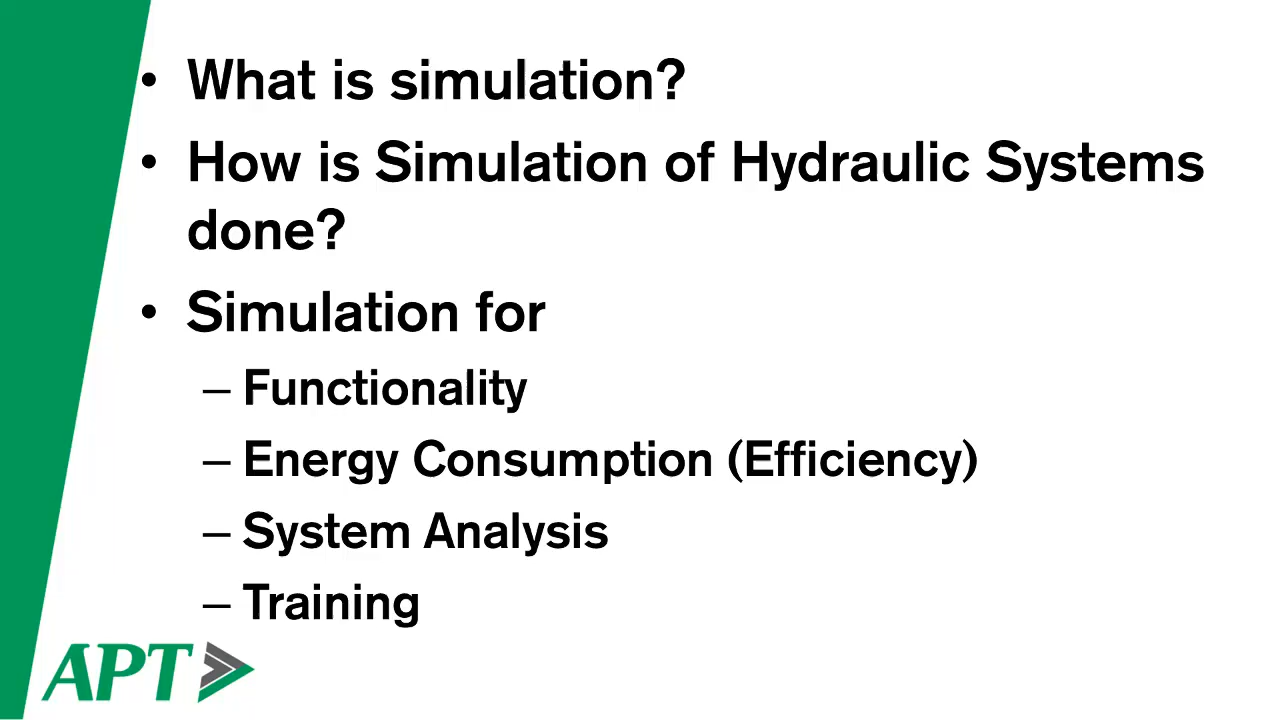 • What is simulation?
• How is Simulation of Hydraulic Systems
done?
• Simulation for
– Functionality
– Energy Consumption (Efficiency)
– System Analysis
– Training
APT